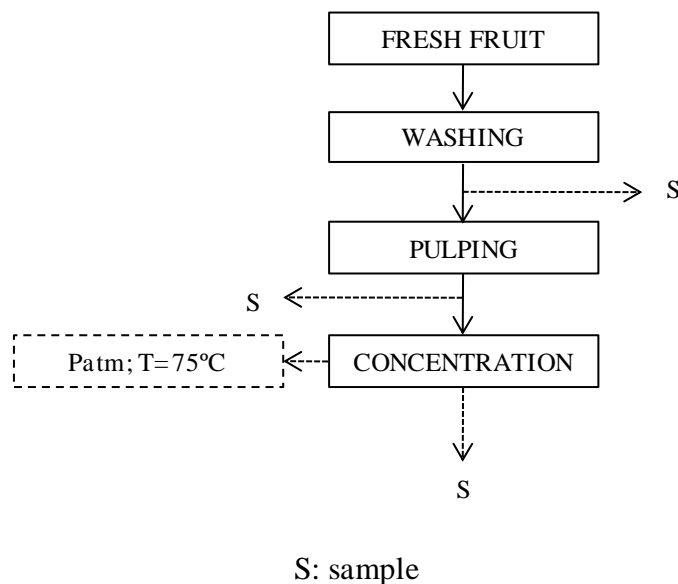 FRESH FRUIT
WASHING
S
PULPING
S
Patm; T=75ºC
CONCENTRATION
S
S: sample